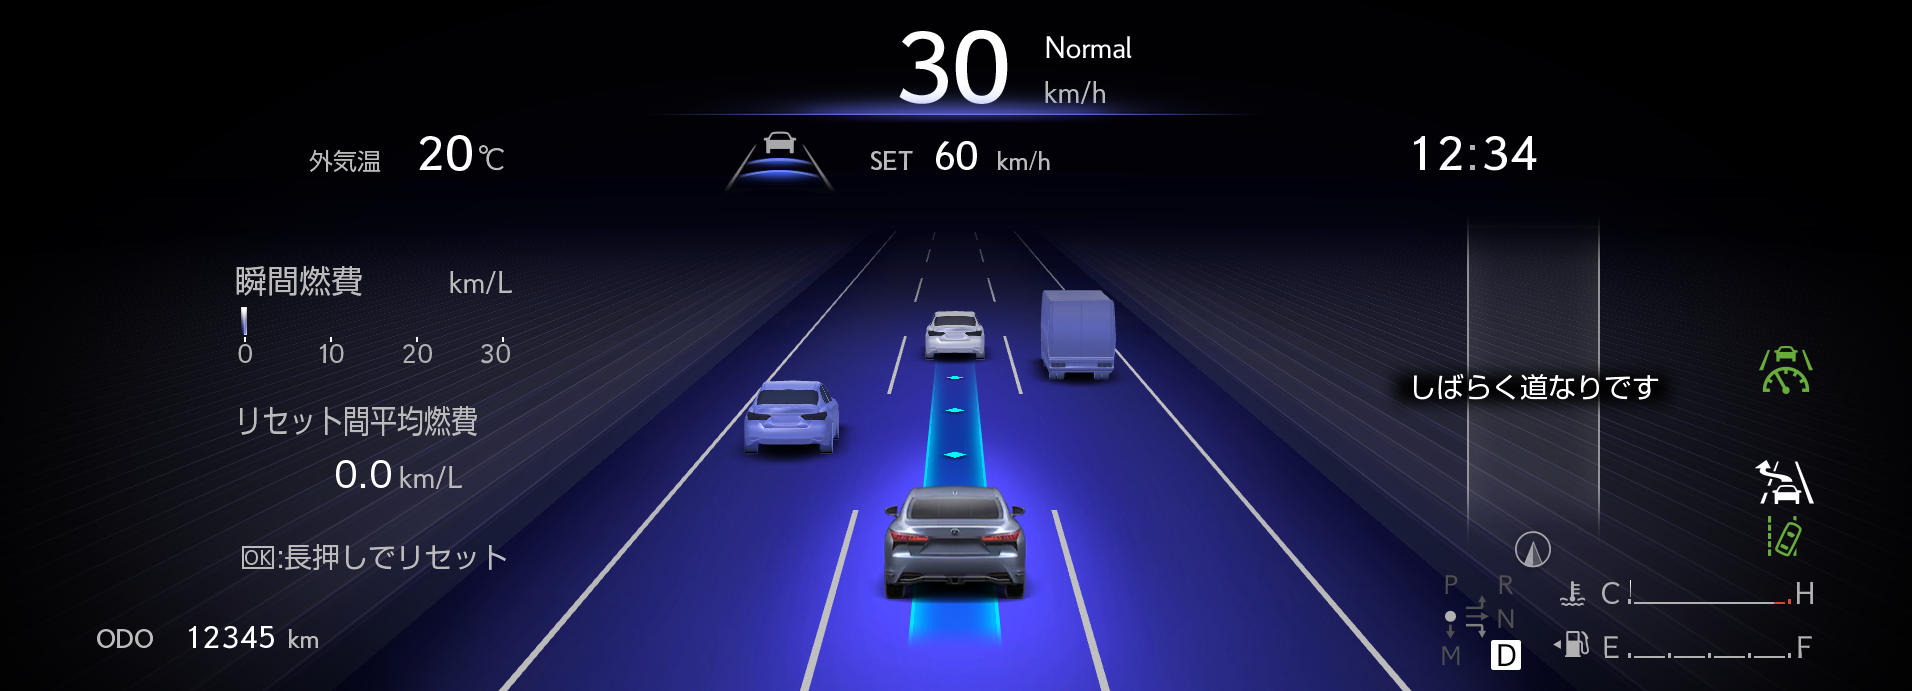 30 Normal
km/h
外気温 20℃
SET 60 km/h
12:34
瞬間燃費 km/L
0 10 20 30
リセット間平均燃費
0.0 km/L
OK:長押しでリセット
ODO 12345 km
しばらく道なりです
P R
N
M D
C H
E F